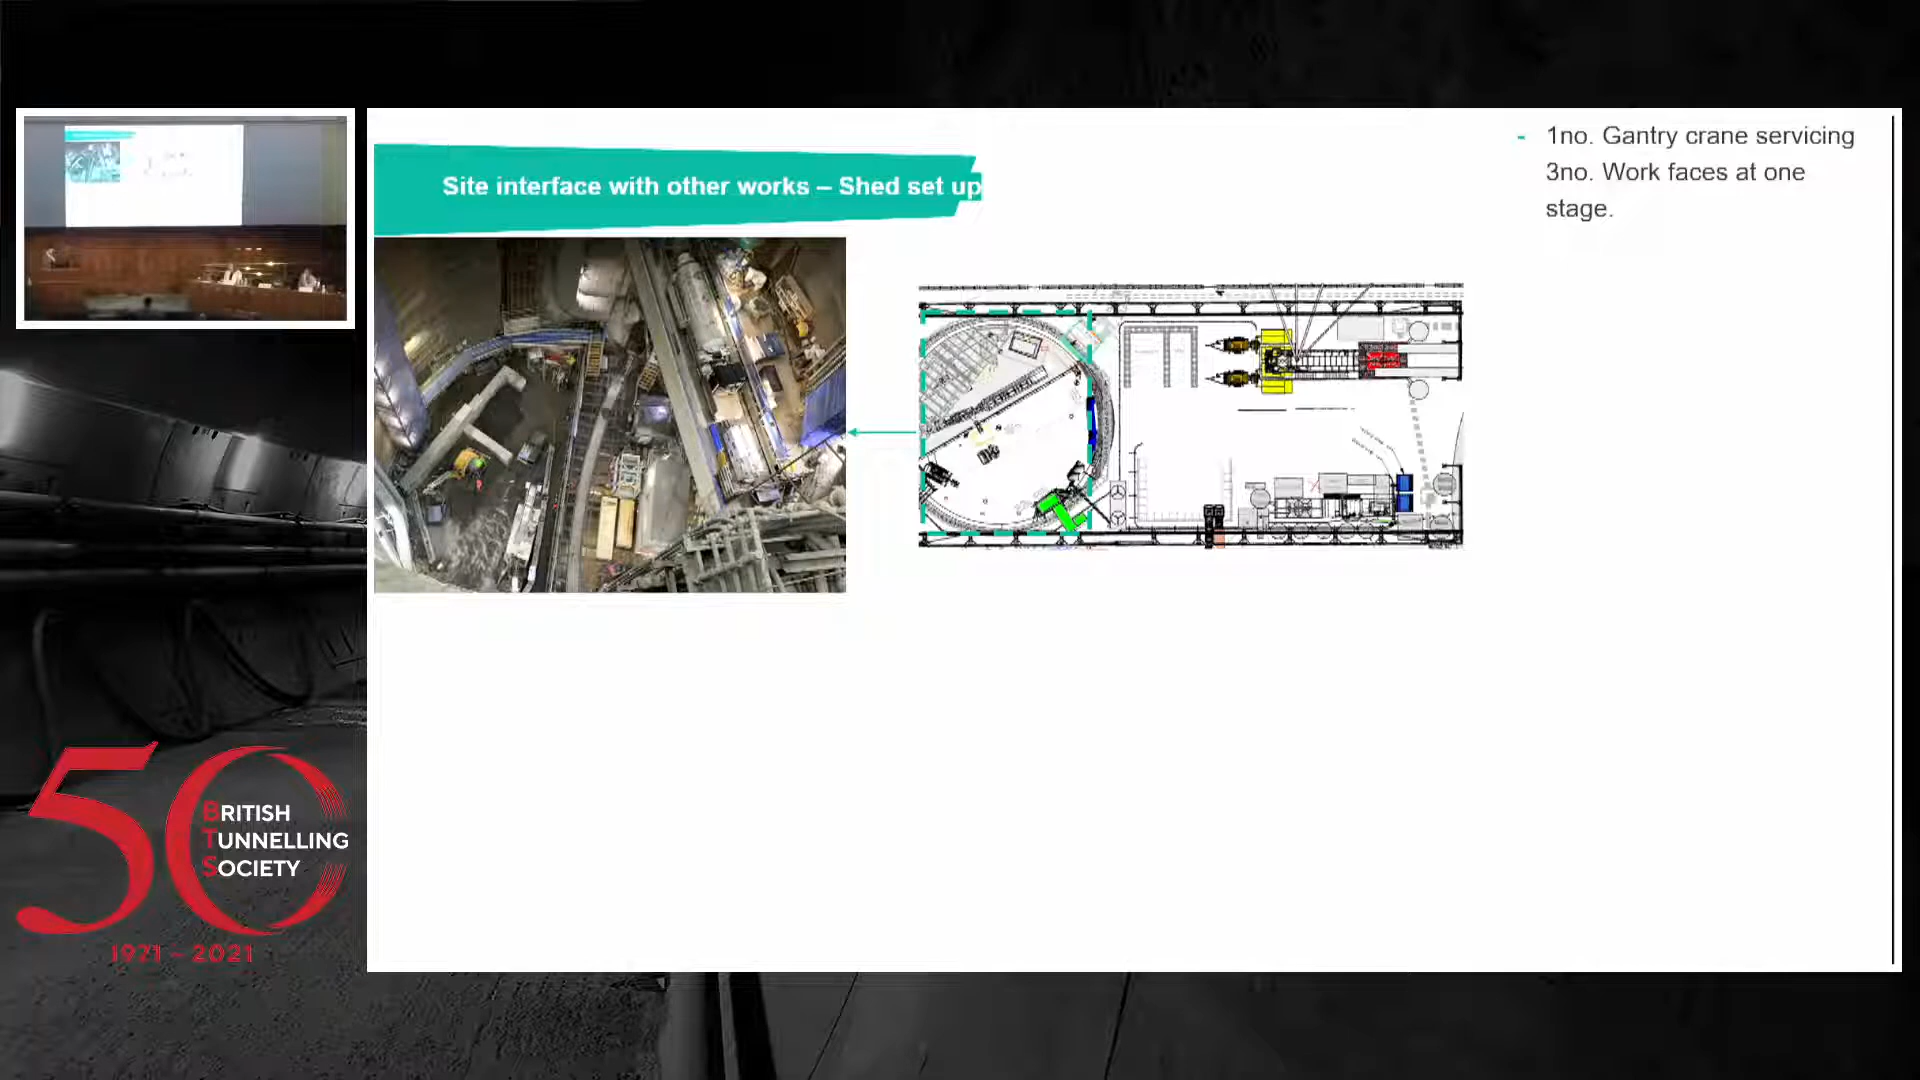 Site interface with other works – Shed set up
- 1no. Gantry crane servicing
3no. Work faces at one
stage.
50
BRITISH
TUNNELLING
SOCIETY
1971 – 2021